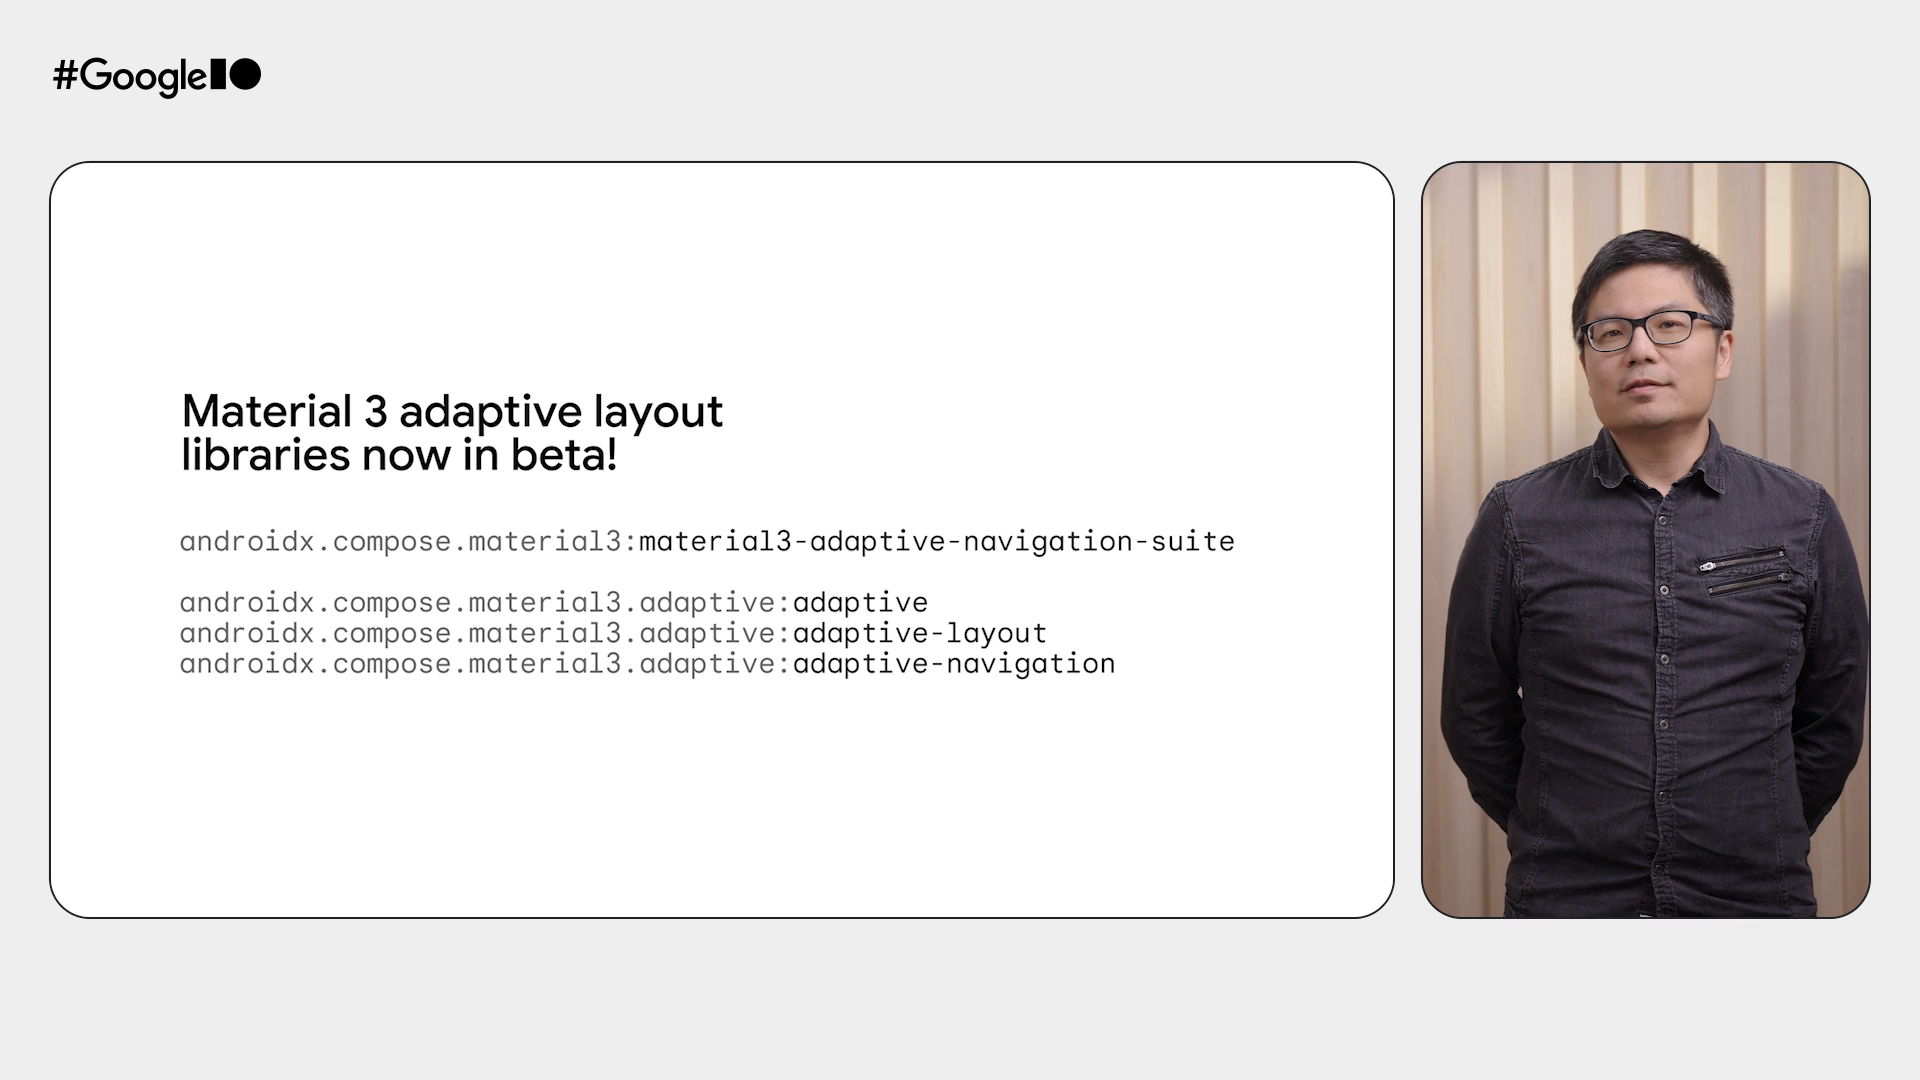 #GoogleIO
Material 3 adaptive layout
libraries now in beta!
androidx.compose.material3:material3-adaptive-navigation-suite
androidx.compose.material3.adaptive:adaptive
androidx.compose.material3.adaptive:adaptive-layout
androidx.compose.material3.adaptive:adaptive-navigation